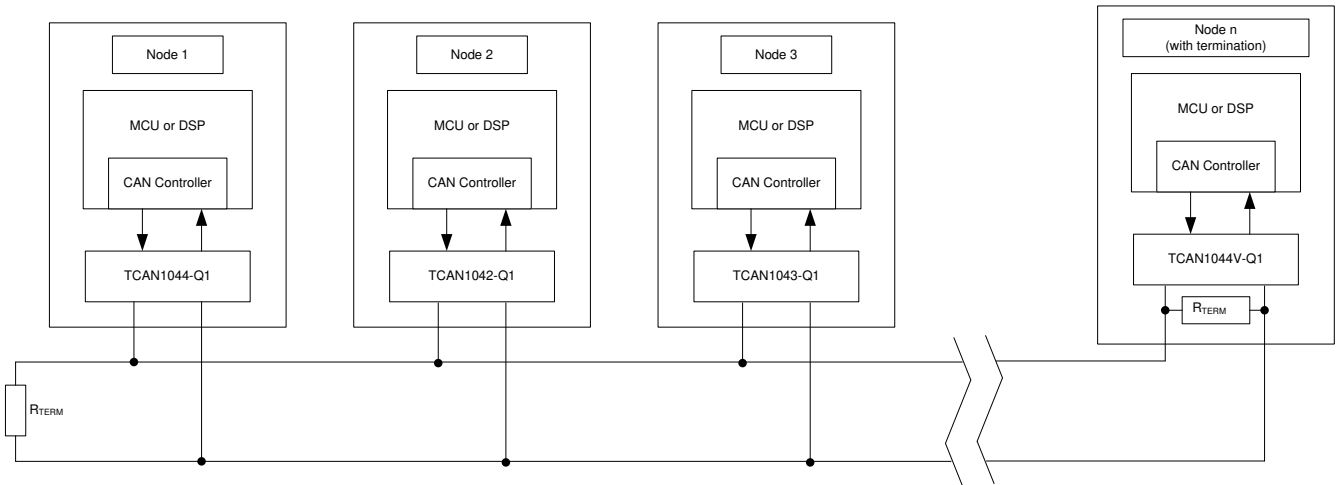 Node 1
MCU or DSP
CAN Controller
TCAN1044-Q1
Node 2
MCU or DSP
CAN Controller
TCAN1042-Q1
Node 3
MCU or DSP
CAN Controller
TCAN1043-Q1
Node n
(with termination)
MCU or DSP
CAN Controller
TCAN1044V-Q1
RTERM
RTERM